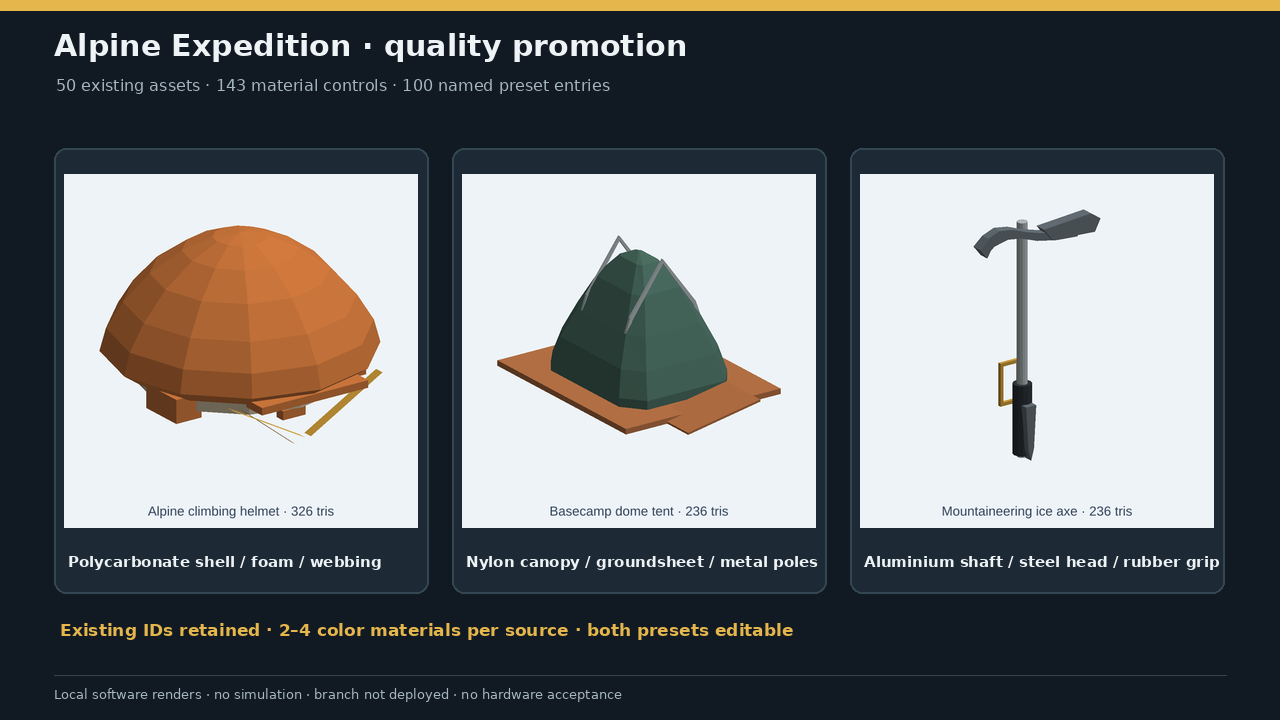 Alpine Expedition · quality promotion
50 existing assets · 143 material controls · 100 named preset entries
Alpine climbing helmet · 326 tris
Basecamp dome tent · 236 tris
Mountaineering ice axe · 236 tris
Polycarbonate shell / foam / webbing
Nylon canopy / groundsheet / metal poles
Aluminium shaft / steel head / rubber grip
Existing IDs retained · 2–4 color materials per source · both presets editable
Local software renders · no simulation · branch not deployed · no hardware acceptance